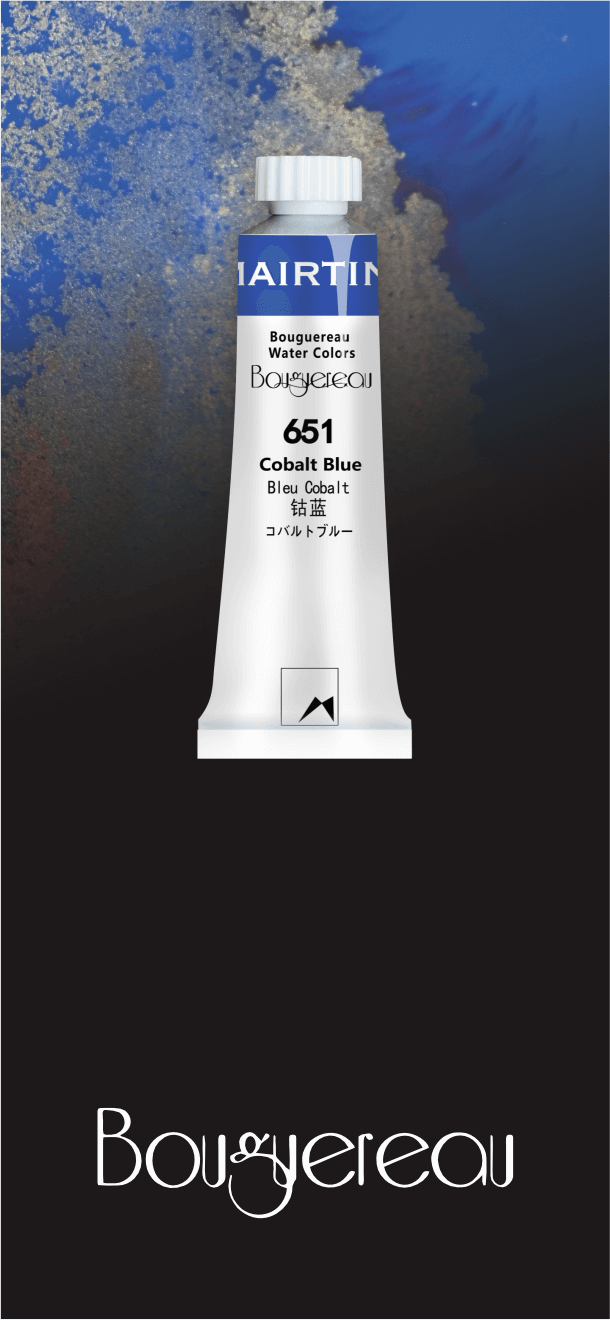 MAIRTIN
Bouguereau
Water Colors
Bouguereau
651
Cobalt Blue
Bleu Cobalt
钴蓝
コバルトブルー
Bouguereau